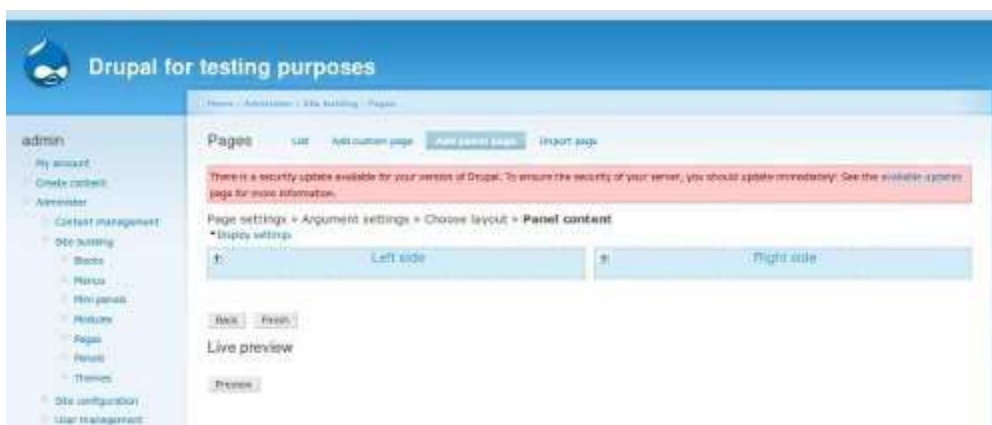 Drupal for testing purposes
Home › Administer › Site building › Pages
admin
My account
Create content
Administer
Content management
Site building
Blocks
Menus
Mini panels
Modules
Pages
Panels
Themes
Site configuration
User management
Pages List Add custom page Add panel page Import page
There is a security update available for your version of Drupal. To ensure the security of your server, you should update immediately! See the available updates
page for more information.
Page settings » Argument settings » Choose layout » Panel content
Display settings
Left side Right side
Back Finish
Live preview
Preview